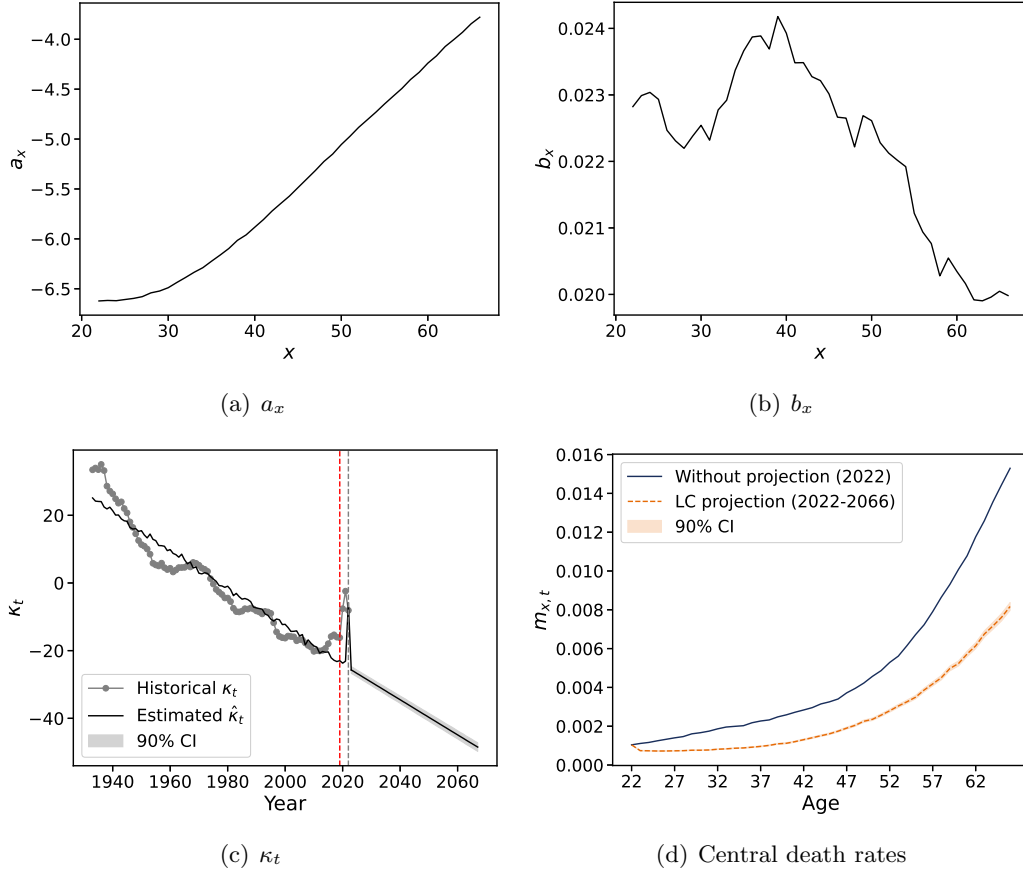 −4.0
−4.5
−5.0
−5.5
−6.0
−6.5
a_x
20 30 40 50 60
x
(a) a_x
0.024
0.023
0.022
0.021
0.020
b_x
20 30 40 50 60
x
(b) b_x
20
0
−20
−40
κ_t
Historical κ_t
Estimated κ̂_t
90% CI
1940 1960 1980 2000 2020 2040 2060
Year
(c) κ_t
0.016
0.014
0.012
0.010
0.008
0.006
0.004
0.002
0.000
m_{x, t}
Without projection (2022)
LC projection (2022-2066)
90% CI
22 27 32 37 42 47 52 57 62
Age
(d) Central death rates